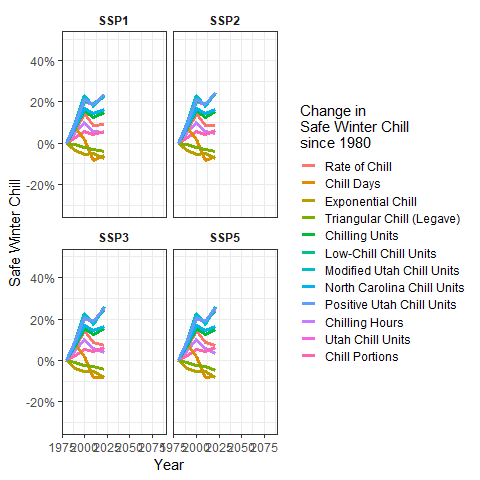 SSP1
SSP2
40%
20%
0%
-20%
SSP3
SSP5
40%
20%
0%
-20%
1975 2000 2025 2050 2075
1975 2000 2025 2050 2075
Year
Safe Winter Chill
Change in
Safe Winter Chill
since 1980
Rate of Chill
Chill Days
Exponential Chill
Triangular Chill (Legave)
Chilling Units
Low-Chill Chill Units
Modified Utah Chill Units
North Carolina Chill Units
Positive Utah Chill Units
Chilling Hours
Utah Chill Units
Chill Portions